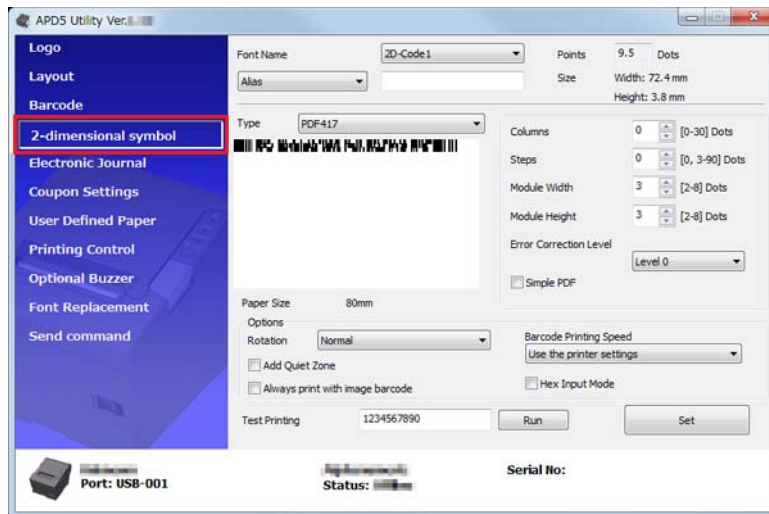 APD5 Utility Ver.
Logo
Layout
Barcode
2-dimensional symbol
Electronic Journal
Coupon Settings
User Defined Paper
Printing Control
Optional Buzzer
Font Replacement
Send command
Font Name 2D-Code1 Points 9.5 Dots
Alias Size Width: 72.4 mm
Height: 3.8 mm
Type PDF417
Columns 0 [0-30] Dots
Steps 0 [0, 3-90] Dots
Module Width 3 [2-8] Dots
Module Height 3 [2-8] Dots
Error Correction Level
Level 0
Simple PDF
Paper Size 80mm
Options
Rotation Normal
Barcode Printing Speed
Use the printer settings
Add Quiet Zone
Always print with image barcode
Hex Input Mode
Test Printing 1234567890 Run Set
Port: USB-001
Status:
Serial No: